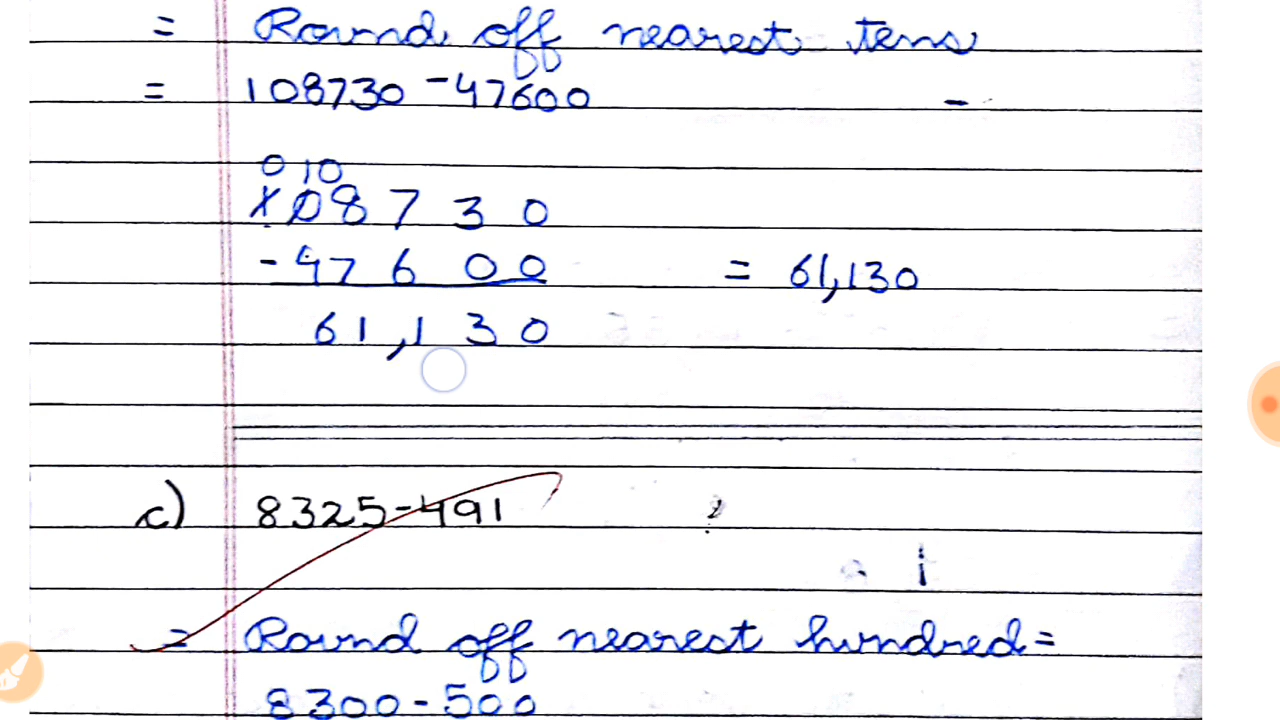 = Round off nearest tens
= 108730 - 47600
0 10
108730
- 47600 = 61,130
61,130
c) 8325-491
= Round off nearest hundred=
8300-500